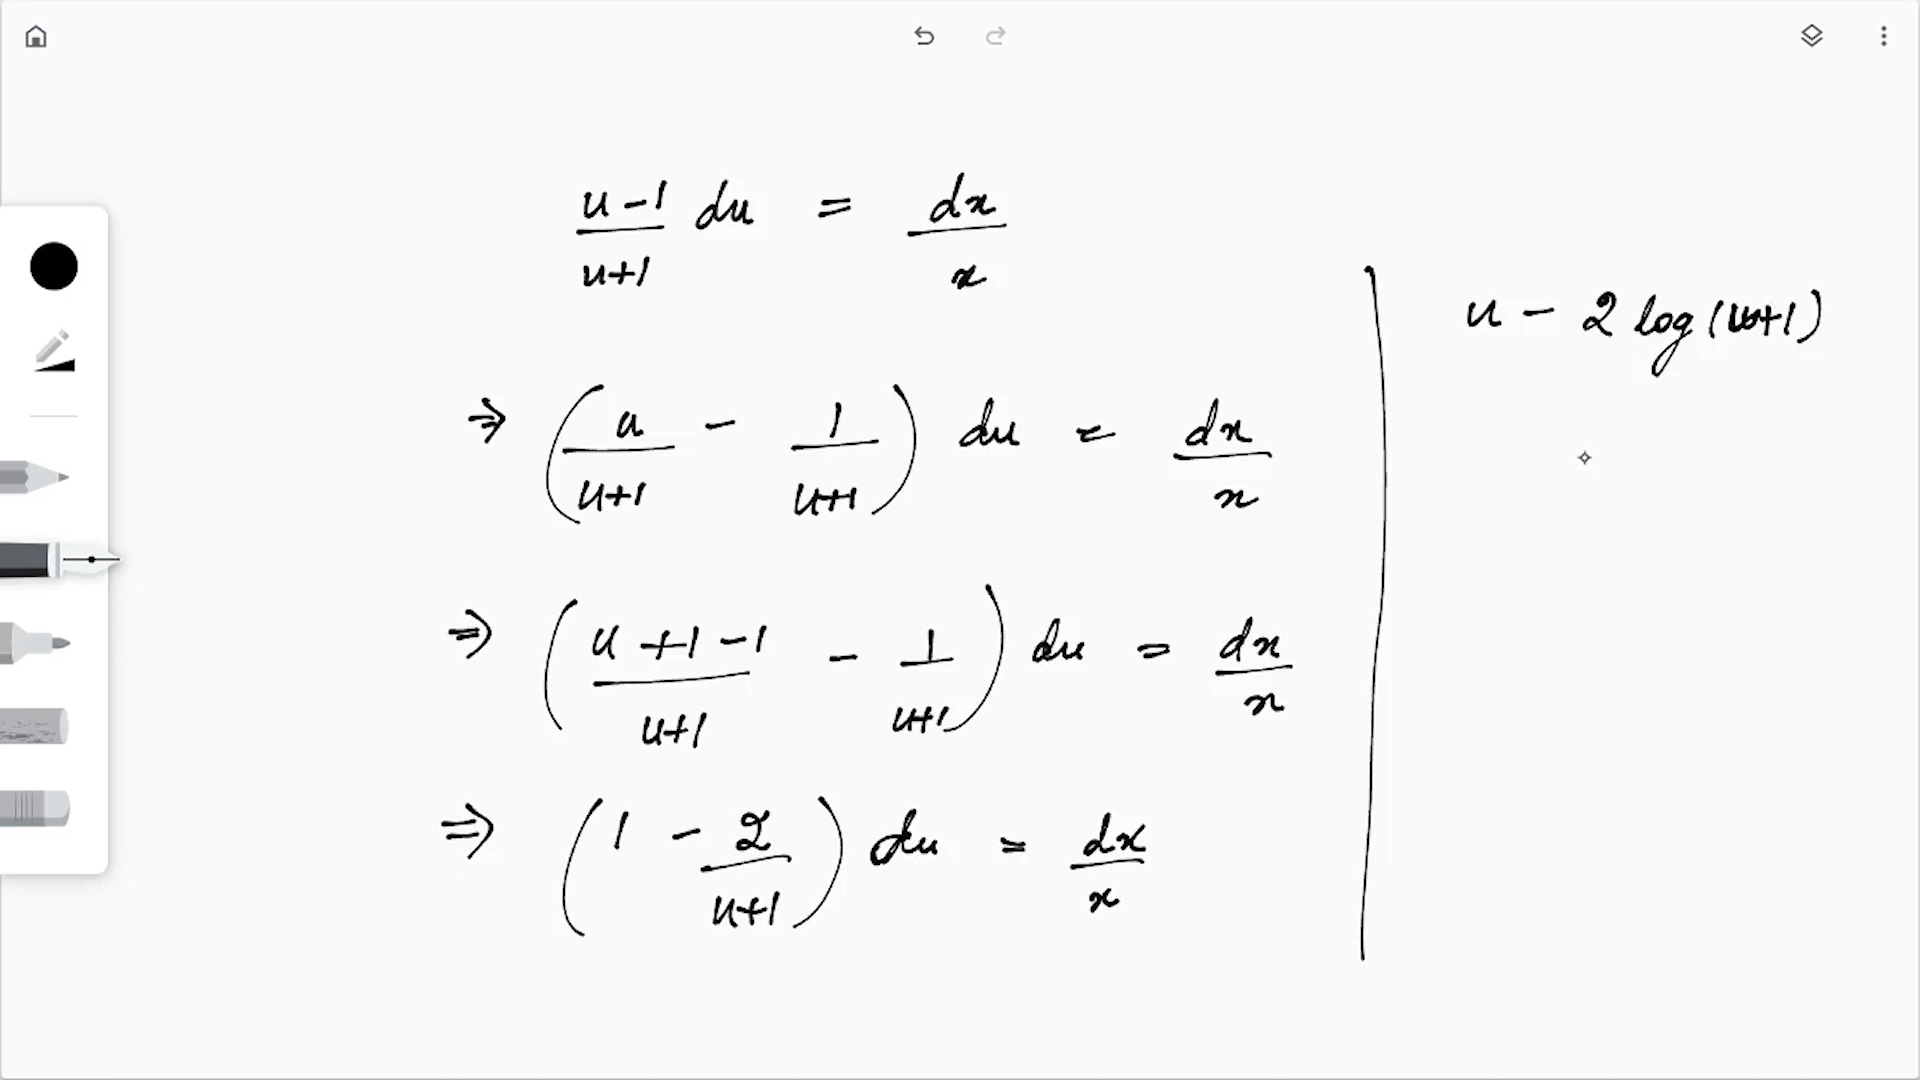 (u-1)/(u+1) du = dx/x
⇒ (u/(u+1) - 1/(u+1)) du = dx/x
⇒ ((u+1-1)/(u+1) - 1/(u+1)) du = dx/x
⇒ (1 - 2/(u+1)) du = dx/x
u - 2 log(u+1)